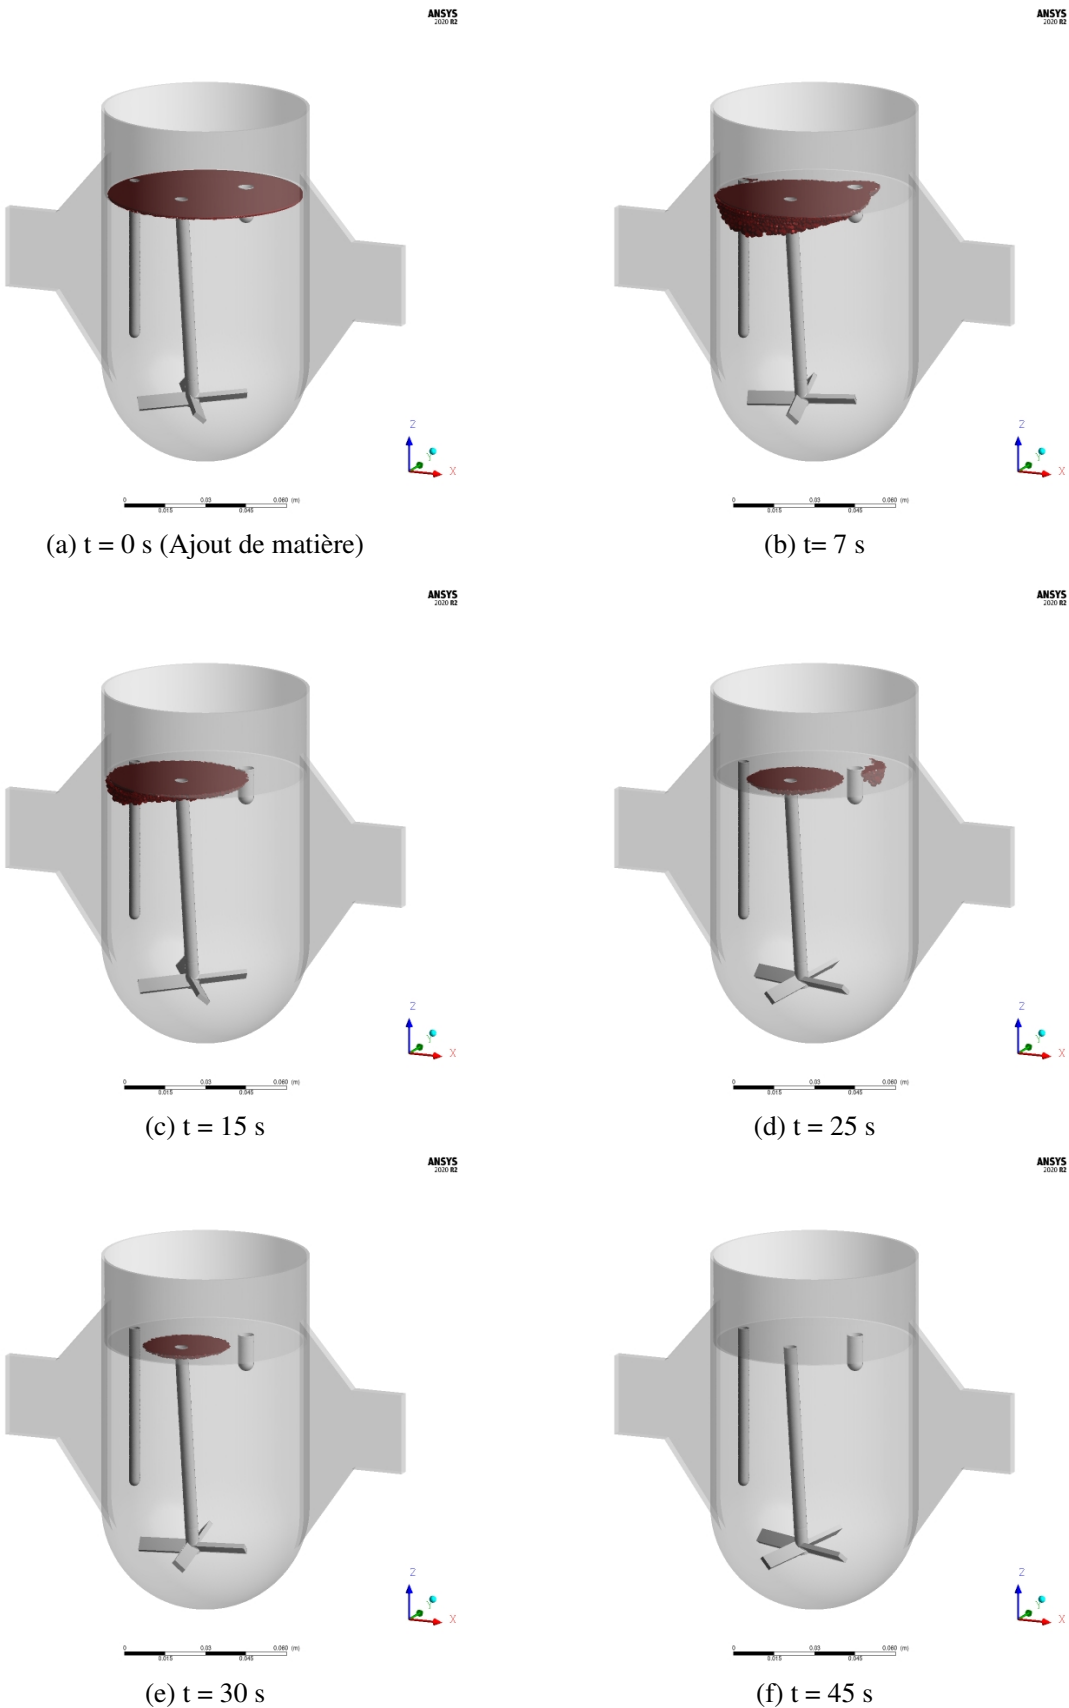 ANSYS
2020 R2
ANSYS
2020 R2
Z
Y
X
0 0.03 0.060 (m)
0.015 0.045
Z
Y
X
0 0.03 0.060 (m)
0.015 0.045
(a) t = 0 s (Ajout de matière)
(b) t= 7 s
ANSYS
2020 R2
ANSYS
2020 R2
Z
Y
X
0 0.03 0.060 (m)
0.015 0.045
Z
Y
X
0 0.03 0.060 (m)
0.015 0.045
(c) t = 15 s
(d) t = 25 s
ANSYS
2020 R2
ANSYS
2020 R2
Z
Y
X
0 0.03 0.060 (m)
0.015 0.045
Z
Y
X
0 0.03 0.060 (m)
0.015 0.045
(e) t = 30 s
(f) t = 45 s